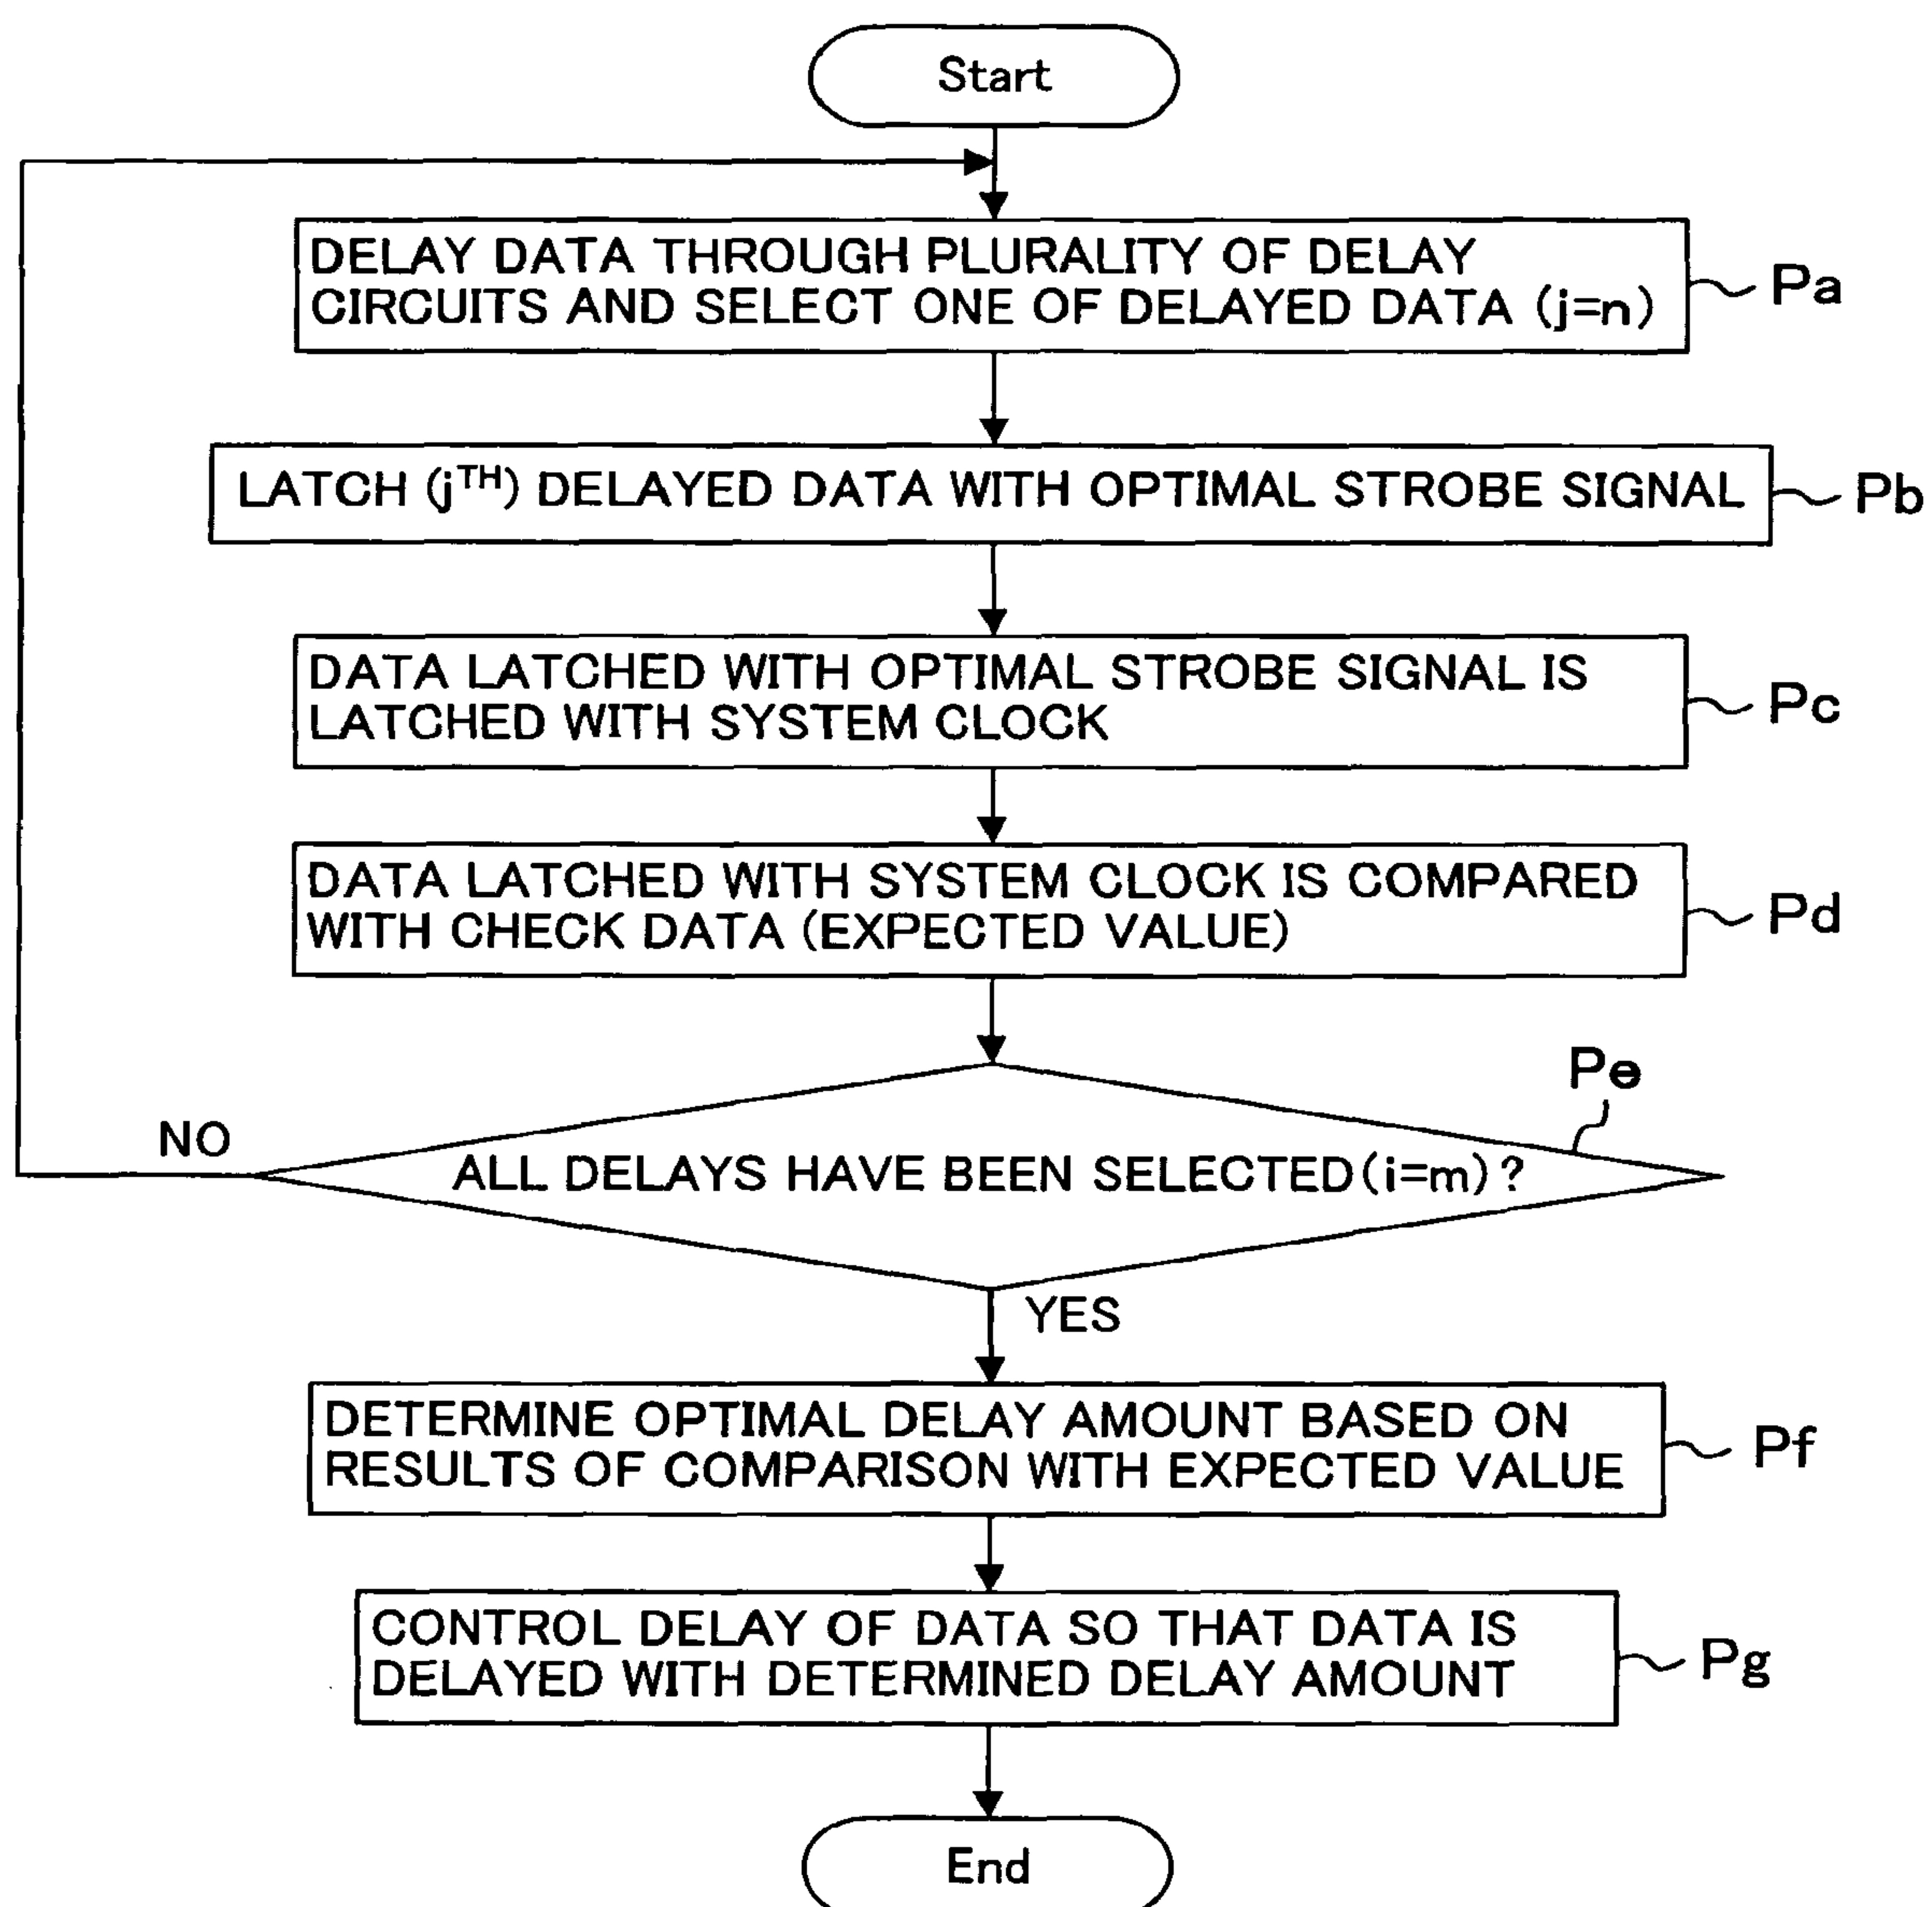 Start
DELAY DATA THROUGH PLURALITY OF DELAY
CIRCUITS AND SELECT ONE OF DELAYED DATA (j=n)
Pa
LATCH (jTH) DELAYED DATA WITH OPTIMAL STROBE SIGNAL
Pb
DATA LATCHED WITH OPTIMAL STROBE SIGNAL IS
LATCHED WITH SYSTEM CLOCK
Pc
DATA LATCHED WITH SYSTEM CLOCK IS COMPARED
WITH CHECK DATA (EXPECTED VALUE)
Pd
Pe
NO
ALL DELAYS HAVE BEEN SELECTED(i=m)?
YES
DETERMINE OPTIMAL DELAY AMOUNT BASED ON
RESULTS OF COMPARISON WITH EXPECTED VALUE
Pf
CONTROL DELAY OF DATA SO THAT DATA IS
DELAYED WITH DETERMINED DELAY AMOUNT
Pg
End